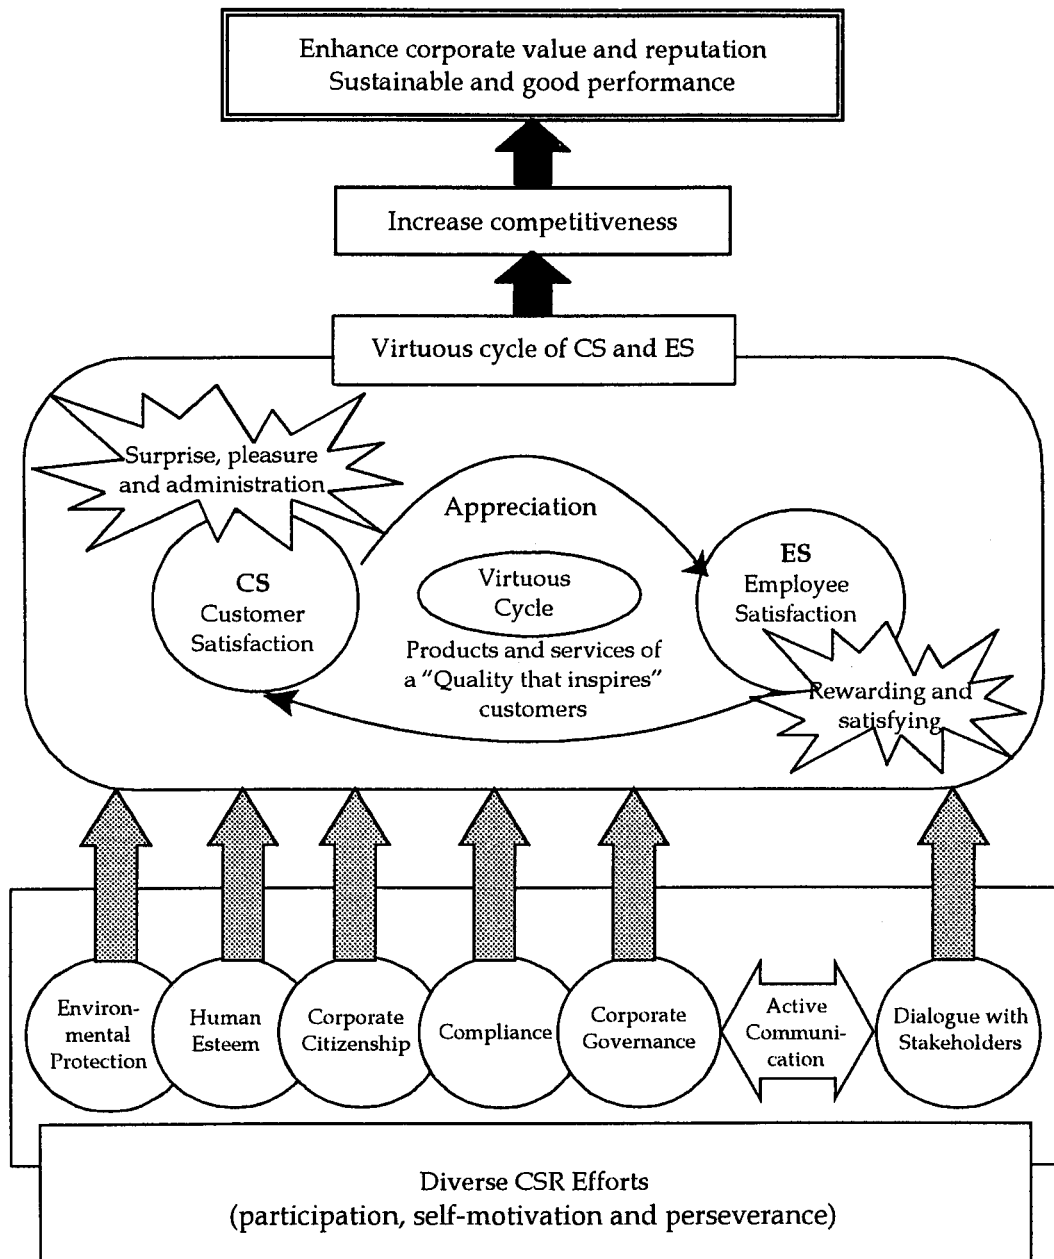 Enhance corporate value and reputation
Sustainable and good performance
Increase competitiveness
Virtuous cycle of CS and ES
Surprise, pleasure
and administration
Appreciation
CS
Customer
Satisfaction
Virtuous
Cycle
ES
Employee
Satisfaction
Products and services of
a "Quality that inspires"
customers
Rewarding and
satisfying
Environ-
mental
Protection
Human
Esteem
Corporate
Citizenship
Compliance
Corporate
Governance
Active
Communi-
cation
Dialogue with
Stakeholders
Diverse CSR Efforts
(participation, self-motivation and perseverance)